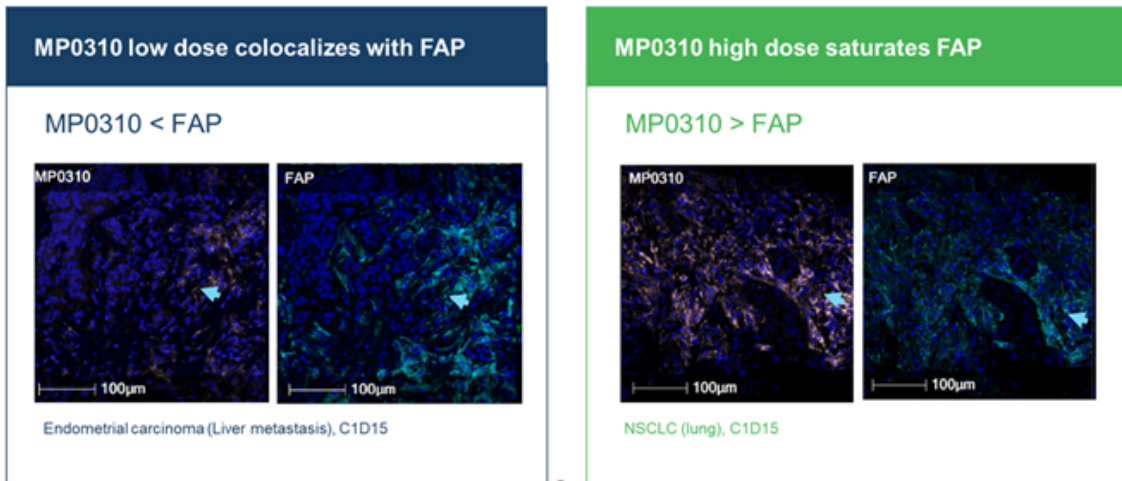 MP0310 low dose colocalizes with FAP
MP0310 < FAP
MP0310
FAP
100µm
100µm
Endometrial carcinoma (Liver metastasis), C1D15
MP0310 high dose saturates FAP
MP0310 > FAP
MP0310
FAP
100µm
100µm
NSCLC (lung), C1D15